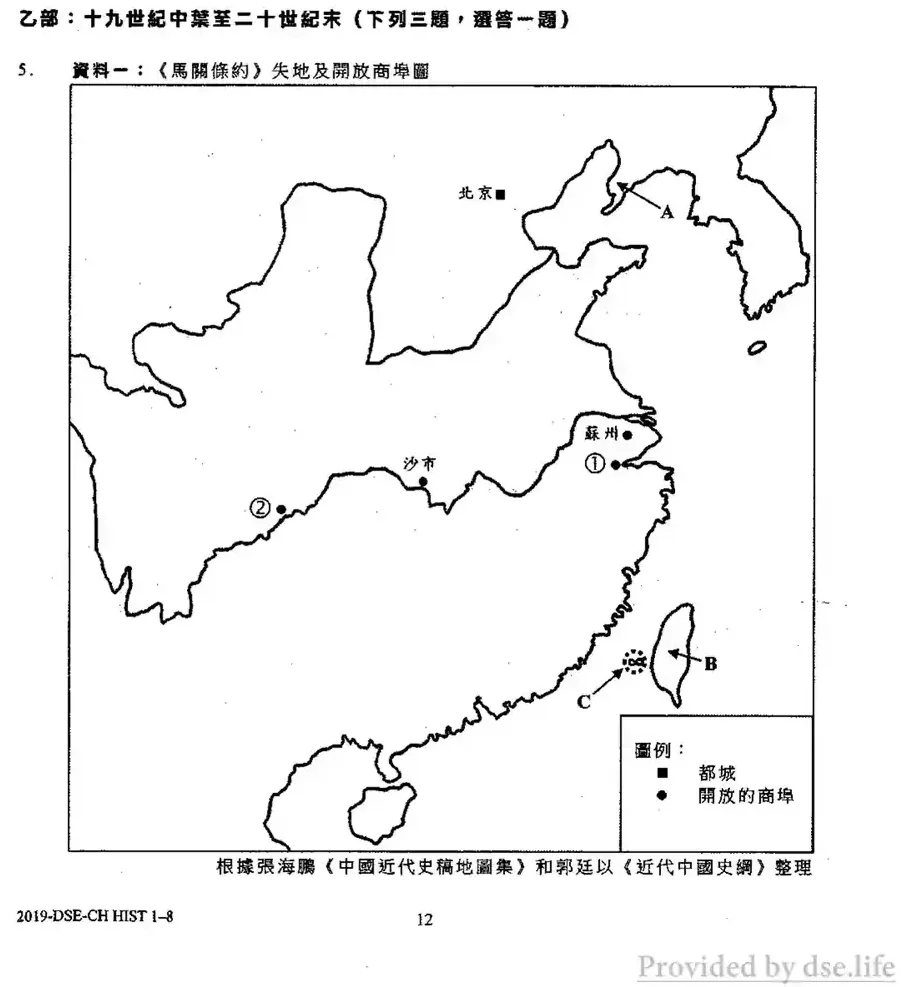 乙部：十九世紀中葉至二十世紀末（下列三題，選答一題）
5. 資料一：《馬關條約》失地及開放商埠圖
北京
A
蘇州
①
沙市
②
B
C
圖例：
都城
開放的商埠
根據張海鵬《中國近代史稿地圖集》和郭廷以《近代中國史綱》整理
2019-DSE-CH HIST 1–8
12
Provided by dse.life